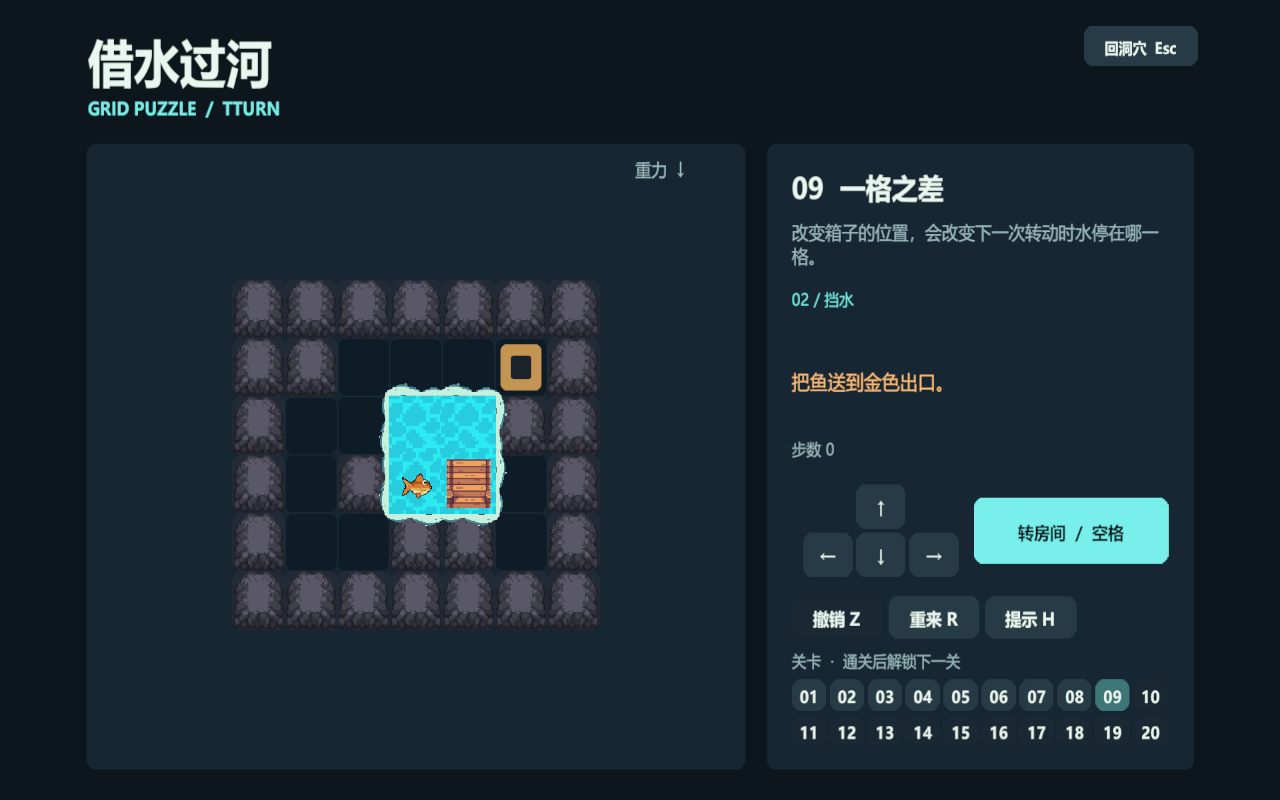 借水过河
回洞穴 Esc
GRID PUZZLE / TTURN
重力 ↓
09 一格之差
改变箱子的位置，会改变下一次转动时水停在哪一
格。
02 / 挡水
把鱼送到金色出口。
步数 0
↑
← ↓ →
转房间 / 空格
撤销 Z 重来 R 提示 H
关卡 · 通关后解锁下一关
01 02 03 04 05 06 07 08 09 10
11 12 13 14 15 16 17 18 19 20